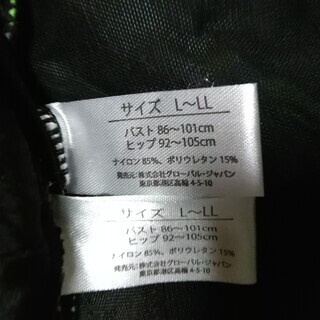 サイズ L~LL
バスト 86~101cm
ヒップ 92~105cm
ナイロン 85%、ポリウレタン 15%
発売元:株式会社グローバル・ジャパン
東京都港区高輪 4-5-10
サイズ L~LL
バスト 86~101cm
ヒップ 92~105cm
ナイロン 85%、ポリウレタン 15%
発売元:株式会社グローバル・ジャパン
東京都港区高輪 4-5-10